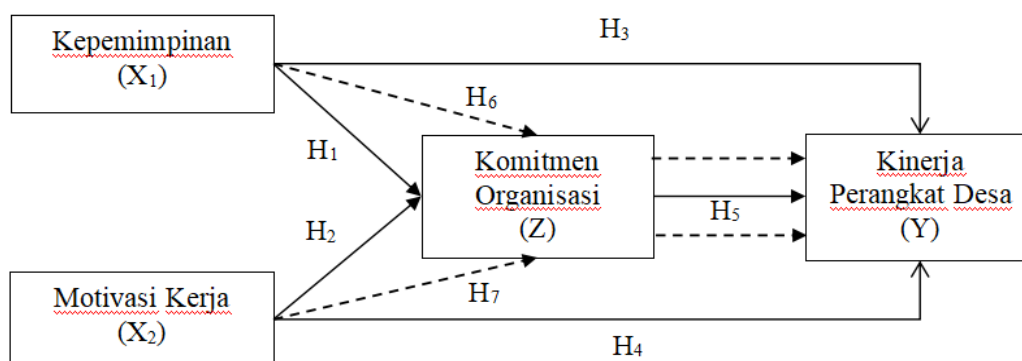 Kepemimpinan
(X₁)
H₃
H₆
H₁
Komitmen
Organisasi
(Z)
Kinerja
Perangkat Desa
(Y)
H₅
H₂
Motivasi Kerja
(X₂)
H₇
H₄